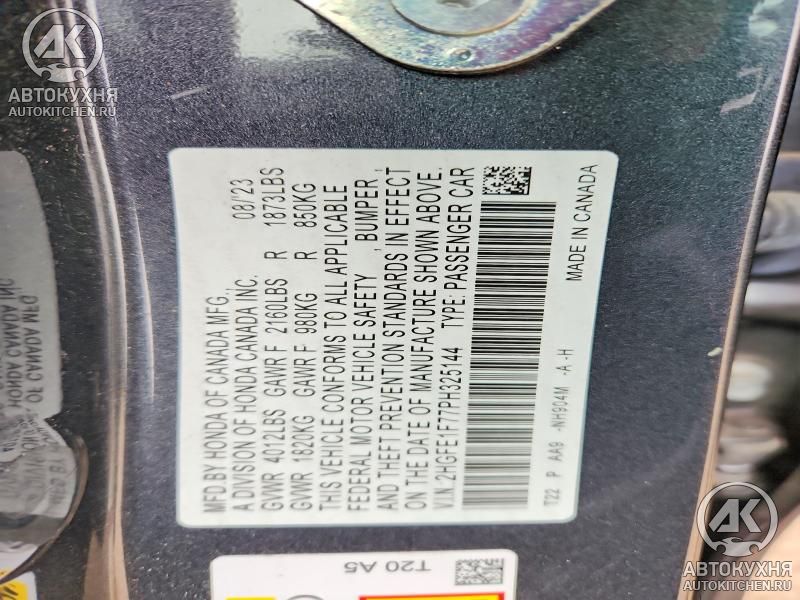 АВТОКУХНЯ
AUTOKITCHEN.RU
MFD.BY HONDA OF CANADA MFG., 08/'23
A DIVISION OF HONDA CANADA INC.
GVWR 4012LBS GAWR F 2160LBS R 1873LBS
GVWR 1820KG GAWR F 980KG R 850KG
THIS VEHICLE CONFORMS TO ALL APPLICABLE
FEDERAL MOTOR VEHICLE SAFETY, BUMPER,
AND THEFT PREVENTION STANDARDS IN EFFECT
ON THE DATE OF MANUFACTURE SHOWN ABOVE.
V.I.N: 2HGFE1F77PH325144 TYPE: PASSENGER CAR
T22 P AA9 -NH904M -A -H MADE IN CANADA
T20 A5
АВТОКУХНЯ
AUTOKITCHEN.RU